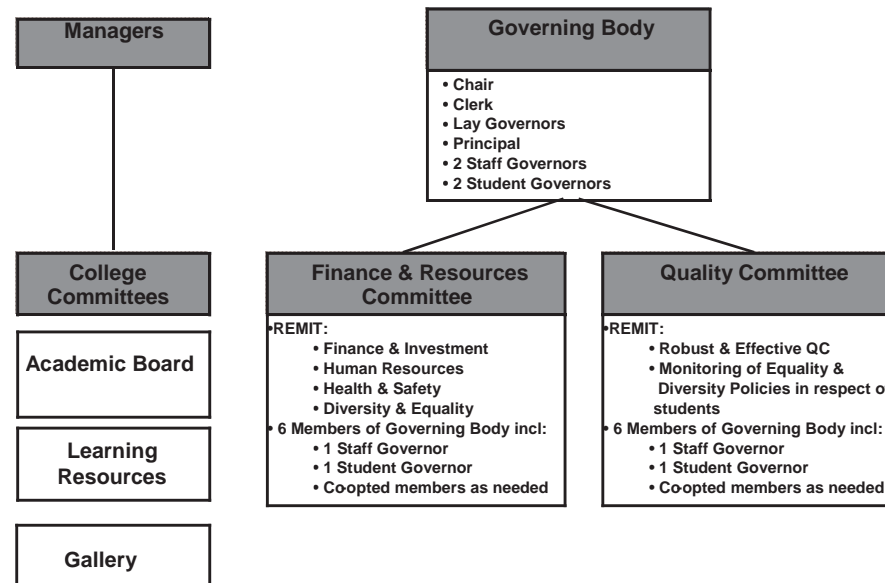 Managers
College
Committees
Academic Board
Learning
Resources
Gallery
Governing Body
• Chair
• Clerk
• Lay Governors
• Principal
• 2 Staff Governors
• 2 Student Governors
Finance & Resources
Committee
•REMIT:
• Finance & Investment
• Human Resources
• Health & Safety
• Diversity & Equality
• 6 Members of Governing Body incl:
• 1 Staff Governor
• 1 Student Governor
• Co-opted members as needed
Quality Committee
•REMIT:
• Robust & Effective QC
• Monitoring of Equality &
Diversity Policies in respect o
students
• 6 Members of Governing Body incl:
• 1 Staff Governor
• 1 Student Governor
• Co-opted members as needed